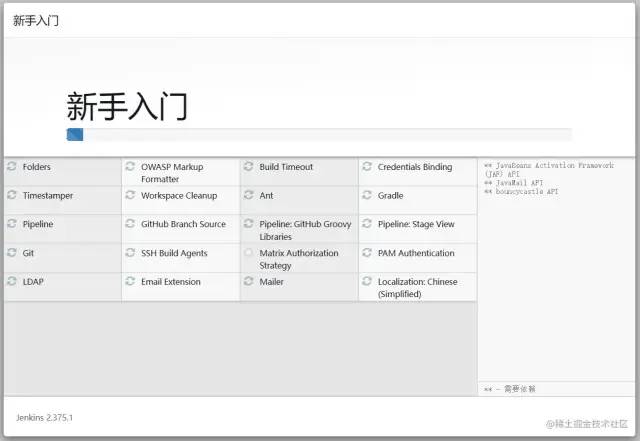 新手入门
新手入门
Folders
OWASP Markup
Formatter
Build Timeout
Credentials Binding
Timestamper
Workspace Cleanup
Ant
Gradle
Pipeline
GitHub Branch Source
Pipeline: GitHub Groovy
Libraries
Pipeline: Stage View
Git
SSH Build Agents
Matrix Authorization
Strategy
PAM Authentication
LDAP
Email Extension
Mailer
Localization: Chinese
(Simplified)
** JavaBeans Activation Framework
(JAF) API
** JavaMail API
** bouncycastle API
** - 需要依赖
Jenkins 2.375.1
@稀土掘金技术社区